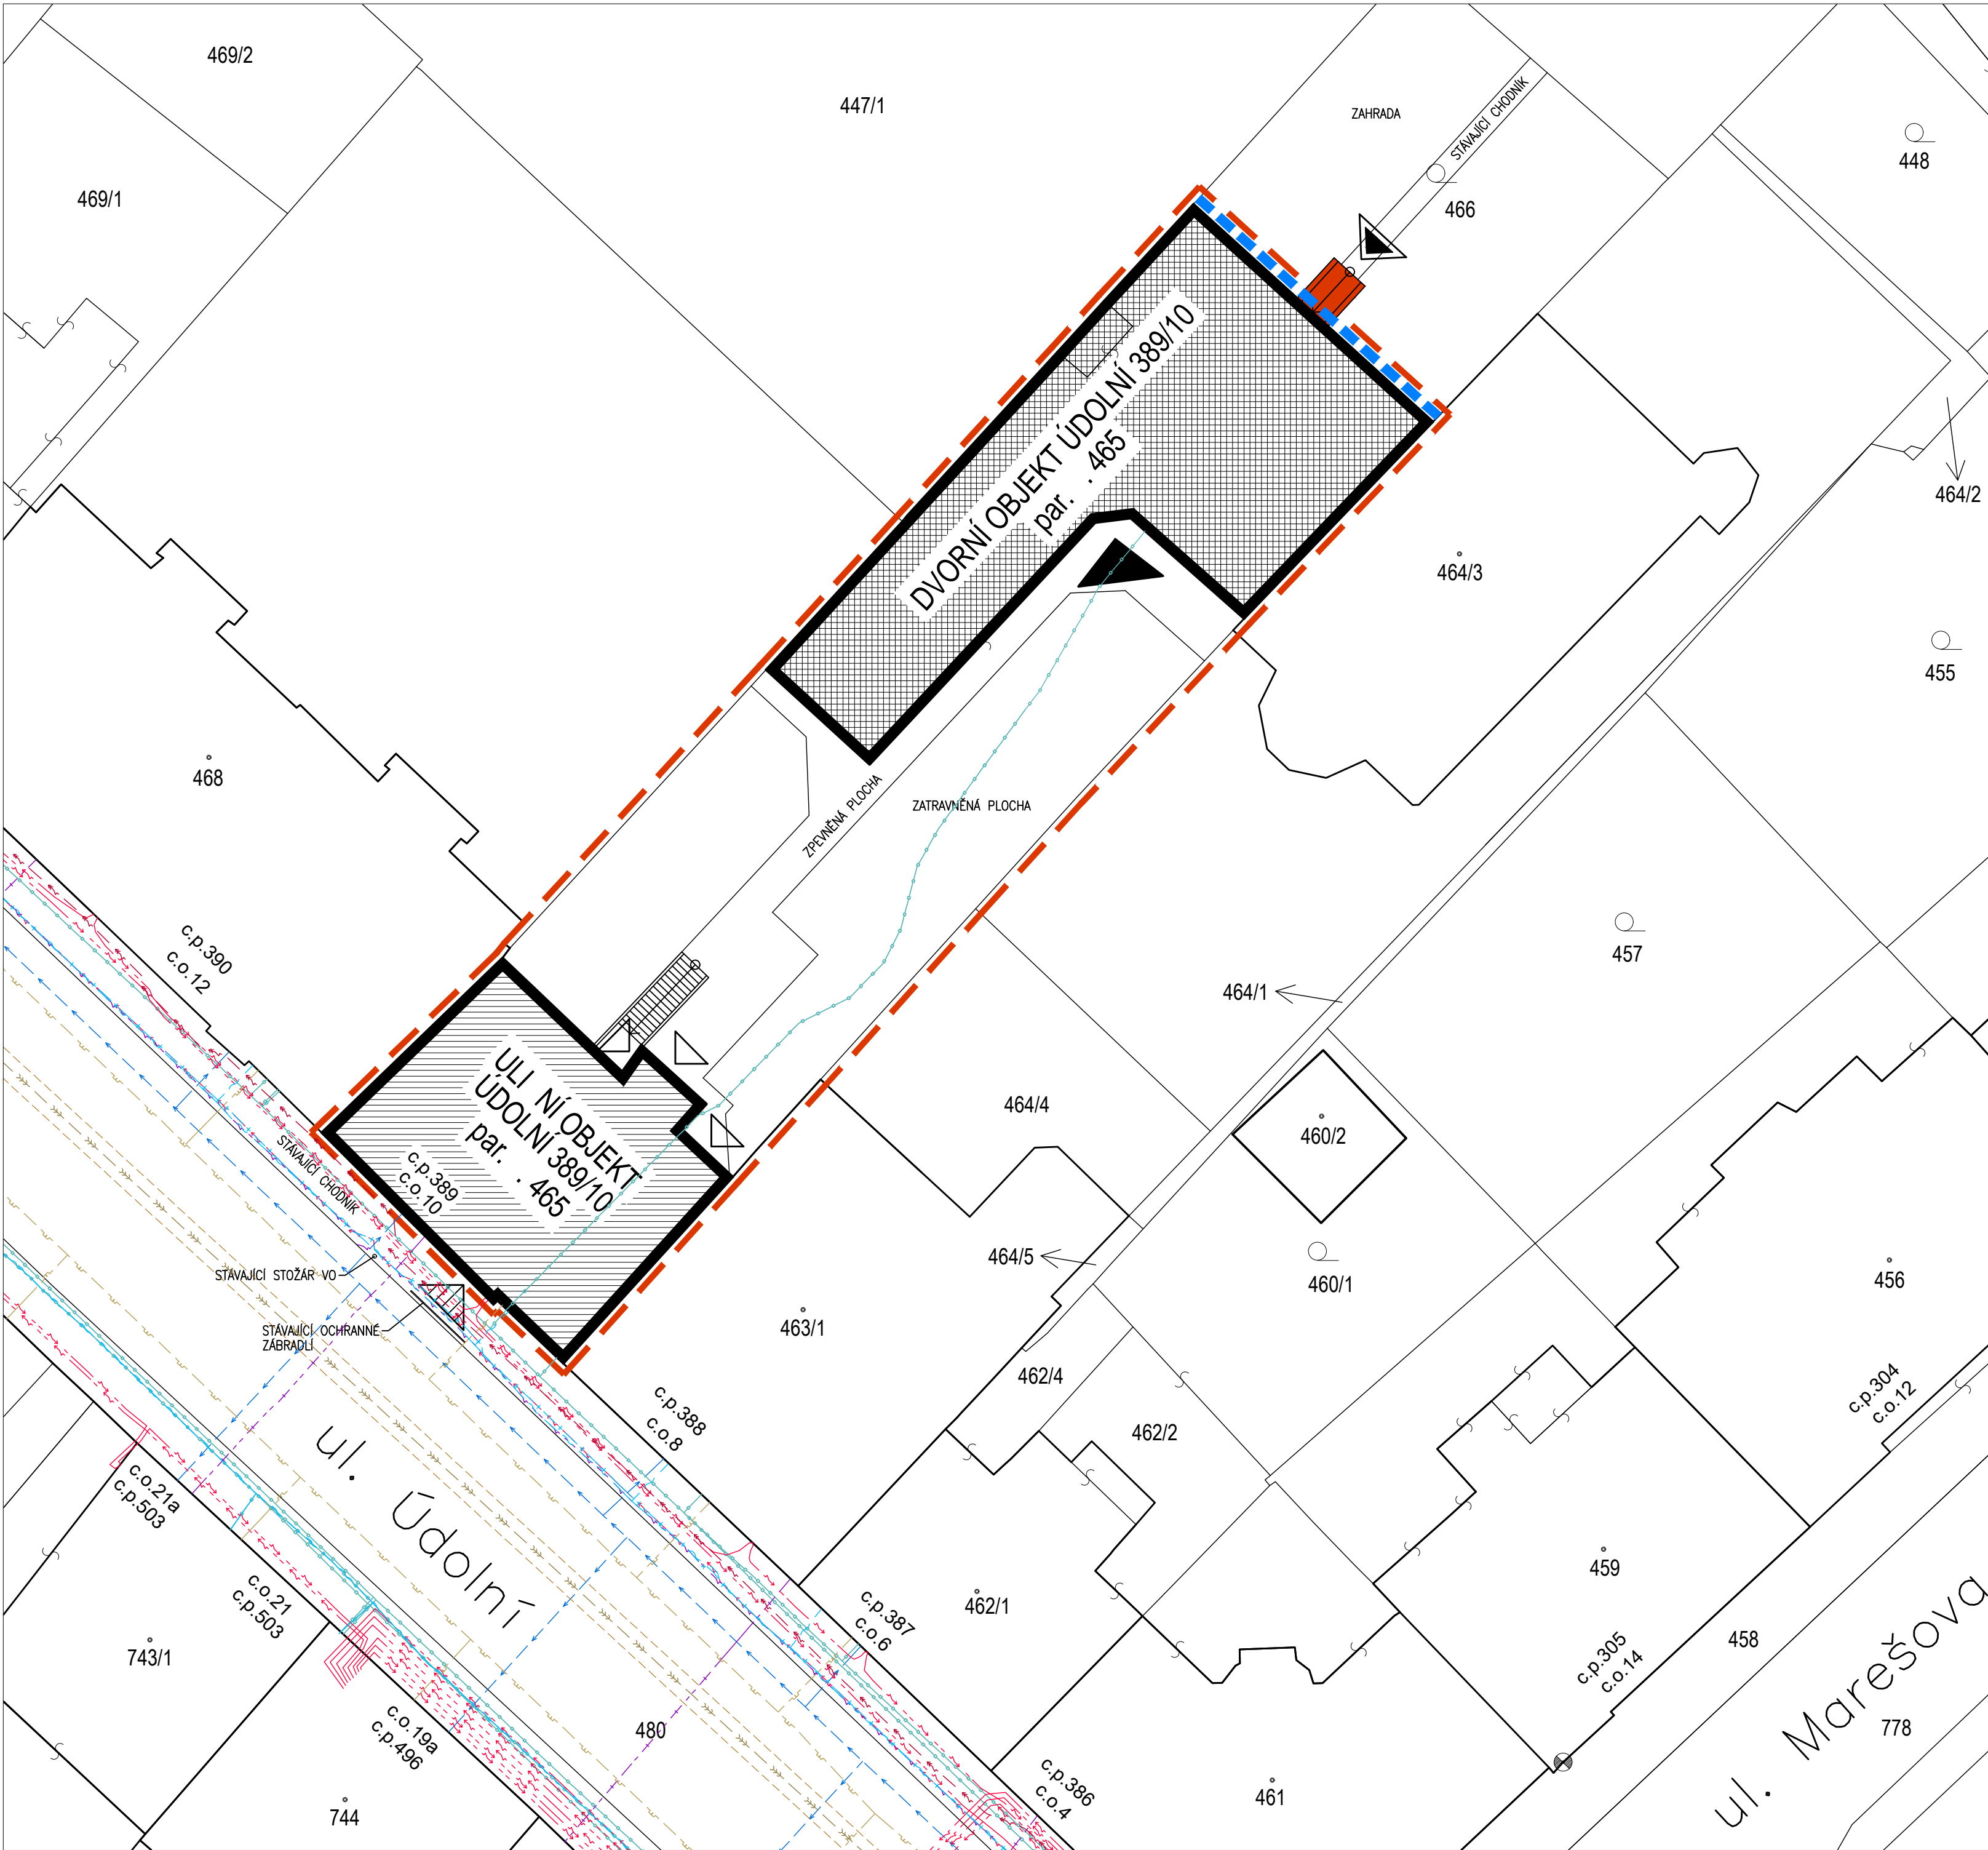 469/2
447/1
ZAHRADA
STÁVAJÍCÍ CHODNÍK
448
469/1
466
DVORNÍ OBJEKT ÚDOLNÍ 389/10
par. . 465
464/2
464/3
455
468
ZPEVNĚNÁ PLOCHA
ZATRAVNĚNÁ PLOCHA
c.p.390
c.o.12
457
464/1
ULI NÍ OBJEKT
ÚDOLNÍ 389/10
par. . 465
c.p.389
c.o.10
464/4
460/2
STÁVAJÍCÍ CHODNÍK
464/5
460/1
456
STÁVAJÍCÍ STOŽÁR VO
STÁVAJÍCÍ OCHRANNÉ
ZÁBRADLÍ
463/1
462/4
c.p.304
c.o.12
c.p.388
c.o.8
462/2
ul. Údolní
c.o.21a
c.p.503
459
c.o.21
c.p.503
462/1
c.p.387
c.o.6
743/1
c.p.305
c.o.14
458
ul. Marešova
778
c.o.19a
c.p.496
480
c.p.386
c.o.4
461
744